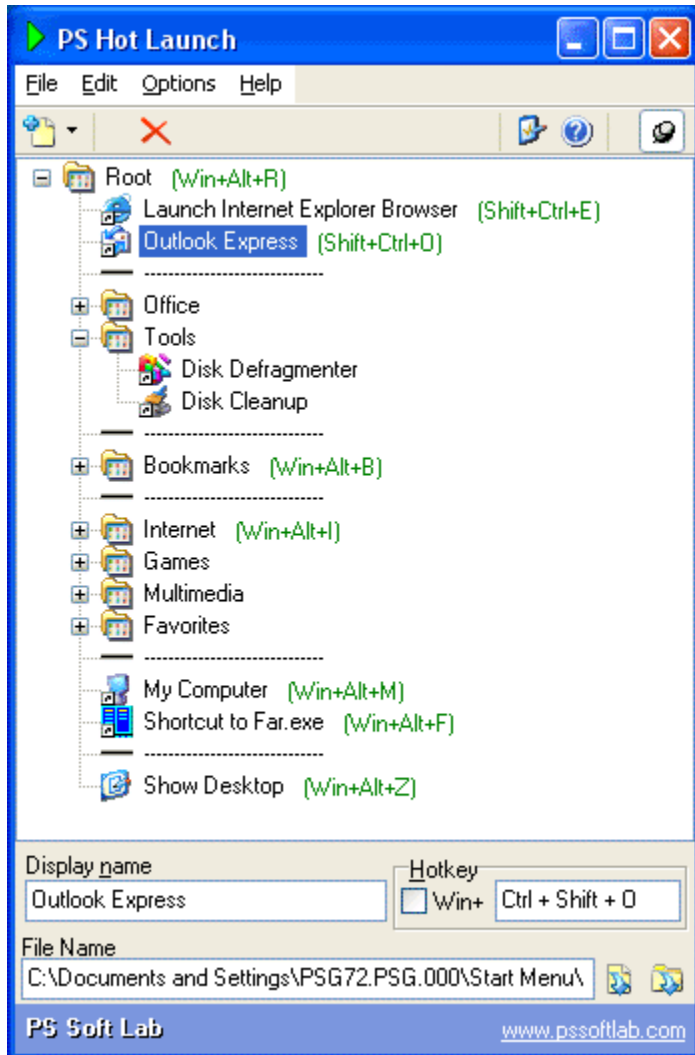 PS Hot Launch
File Edit Options Help
Root (Win+Alt+R)
Launch Internet Explorer Browser (Shift+Ctrl+E)
Outlook Express (Shift+Ctrl+O)
----------------------------
Office
Tools
Disk Defragmenter
Disk Cleanup
----------------------------
Bookmarks (Win+Alt+B)
----------------------------
Internet (Win+Alt+I)
Games
Multimedia
Favorites
----------------------------
My Computer (Win+Alt+M)
Shortcut to Far.exe (Win+Alt+F)
----------------------------
Show Desktop (Win+Alt+Z)
Display name Hotkey
Outlook Express Win+ Ctrl + Shift + O
File Name
C:\Documents and Settings\PSG72.PSG.000\Start Menu\
PS Soft Lab www.pssoftlab.com